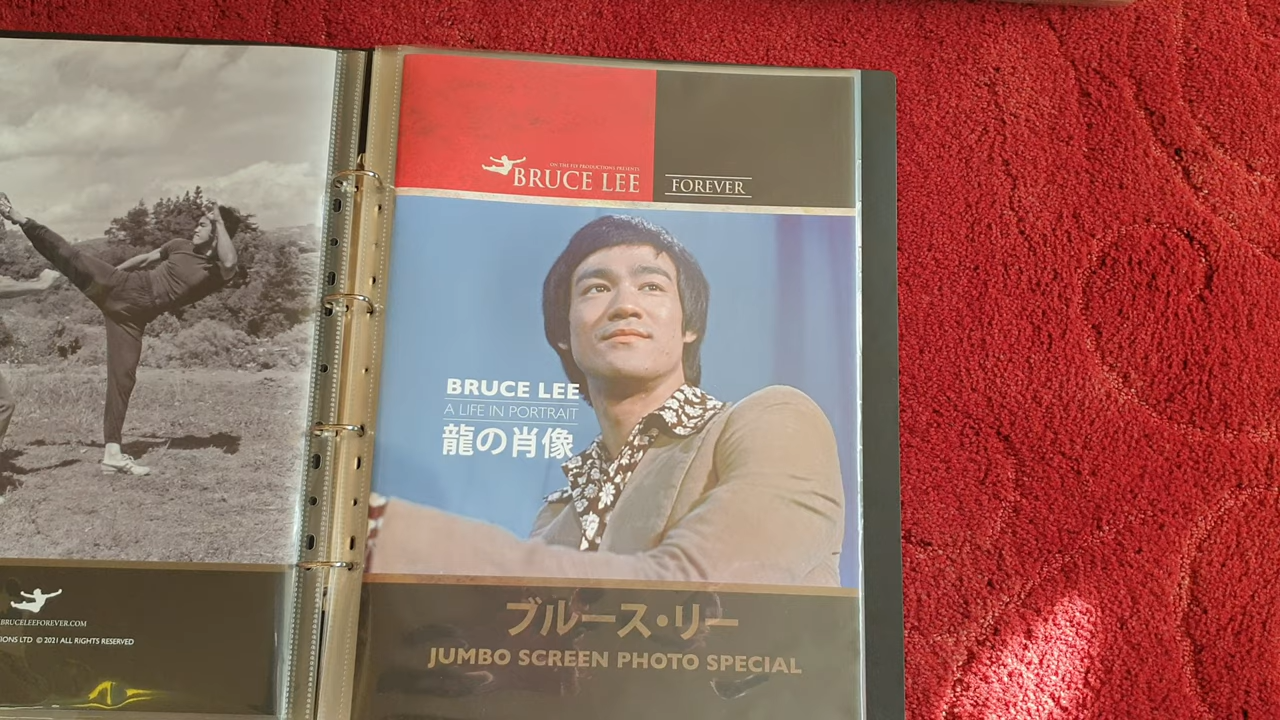 BRUCELEEFOREVER.COM
IONS LTD © 2021 ALL RIGHTS RESERVED
ON THE FLY PRODUCTIONS PRESENTS
BRUCE LEE
FOREVER
BRUCE LEE
A LIFE IN PORTRAIT
龍の肖像
ブルース・リー
JUMBO SCREEN PHOTO SPECIAL